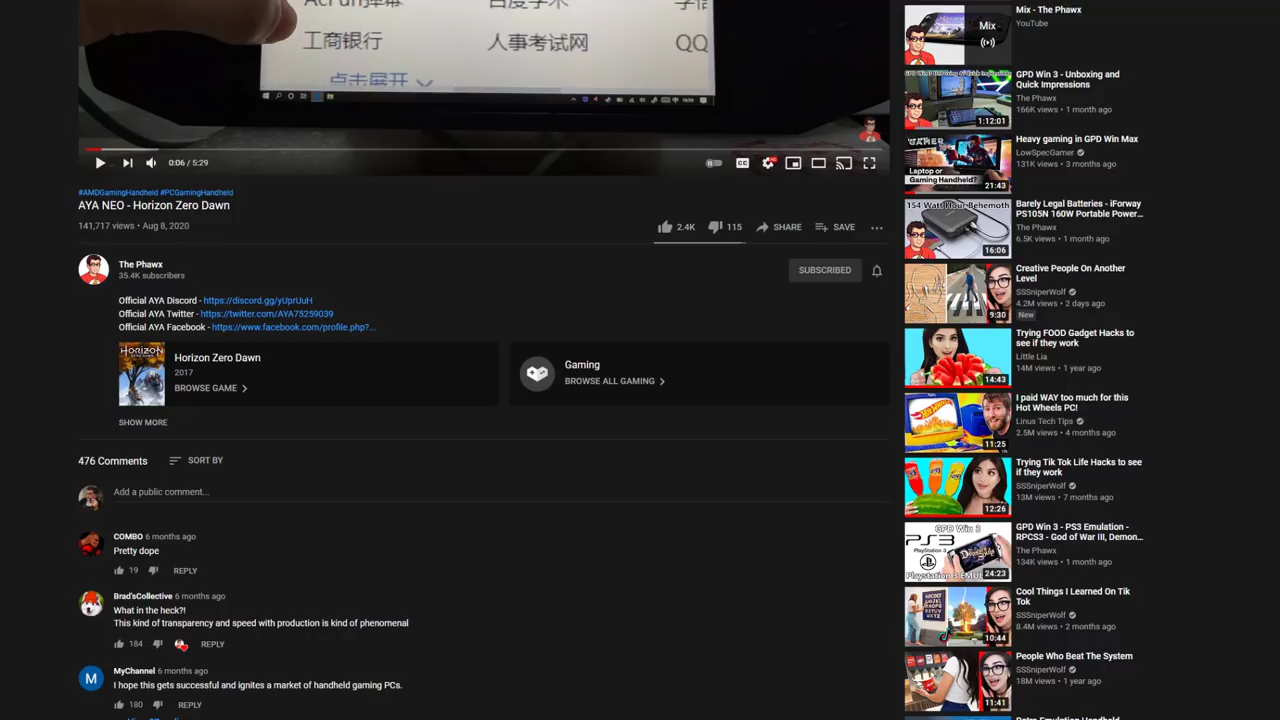 AcFun弹幕
百度学术
工商银行
人事考试网
QQ
点击展开
0:06 / 5:29
CC
#AMDGamingHandheld #PCGamingHandheld
AYA NEO - Horizon Zero Dawn
141,717 views • Aug 8, 2020
2.4K
115
SHARE
SAVE
The Phawx
35.4K subscribers
SUBSCRIBED
Official AYA Discord - https://discord.gg/yUprUuH
Official AYA Twitter - https://twitter.com/AYA75259039
Official AYA Facebook - https://www.facebook.com/profile.php?...
HORIZON
Horizon Zero Dawn
2017
BROWSE GAME
Gaming
BROWSE ALL GAMING
SHOW MORE
476 Comments
SORT BY
Add a public comment...
COMBO 6 months ago
Pretty dope
19
REPLY
Brad'sCollective 6 months ago
What in the heck?!
This kind of transparency and speed with production is kind of phenomenal
184
REPLY
M
MyChannel 6 months ago
I hope this gets successful and ignites a market of handheld gaming PCs.
180
REPLY
Mix
Mix - The Phawx
YouTube
1:12:01
GPD Win 3 - Unboxing and
Quick Impressions
The Phawx
166K views • 1 month ago
GAMER
Laptop or
Gaming Handheld?
21:43
Heavy gaming in GPD Win Max
LowSpecGamer
131K views • 3 months ago
154 Watt Hour Behemoth
16:06
Barely Legal Batteries - iForway
PS105N 160W Portable Power...
The Phawx
6.5K views • 1 month ago
9:30
Creative People On Another
Level
SSSniperWolf
4.2M views • 2 days ago
New
14:43
Trying FOOD Gadget Hacks to
see if they work
Little Lia
14M views • 1 year ago
11:25
I paid WAY too much for this
Hot Wheels PC!
Linus Tech Tips
2.5M views • 4 months ago
12:26
Trying Tik Tok Life Hacks to see
if they work
SSSniperWolf
13M views • 7 months ago
GPD Win 3
PS3
PlayStation 3
24:23
GPD Win 3 - PS3 Emulation -
RPCS3 - God of War III, Demon...
The Phawx
134K views • 1 month ago
10:44
Cool Things I Learned On Tik
Tok
SSSniperWolf
8.4M views • 2 months ago
11:41
People Who Beat The System
SSSniperWolf
18M views • 1 year ago